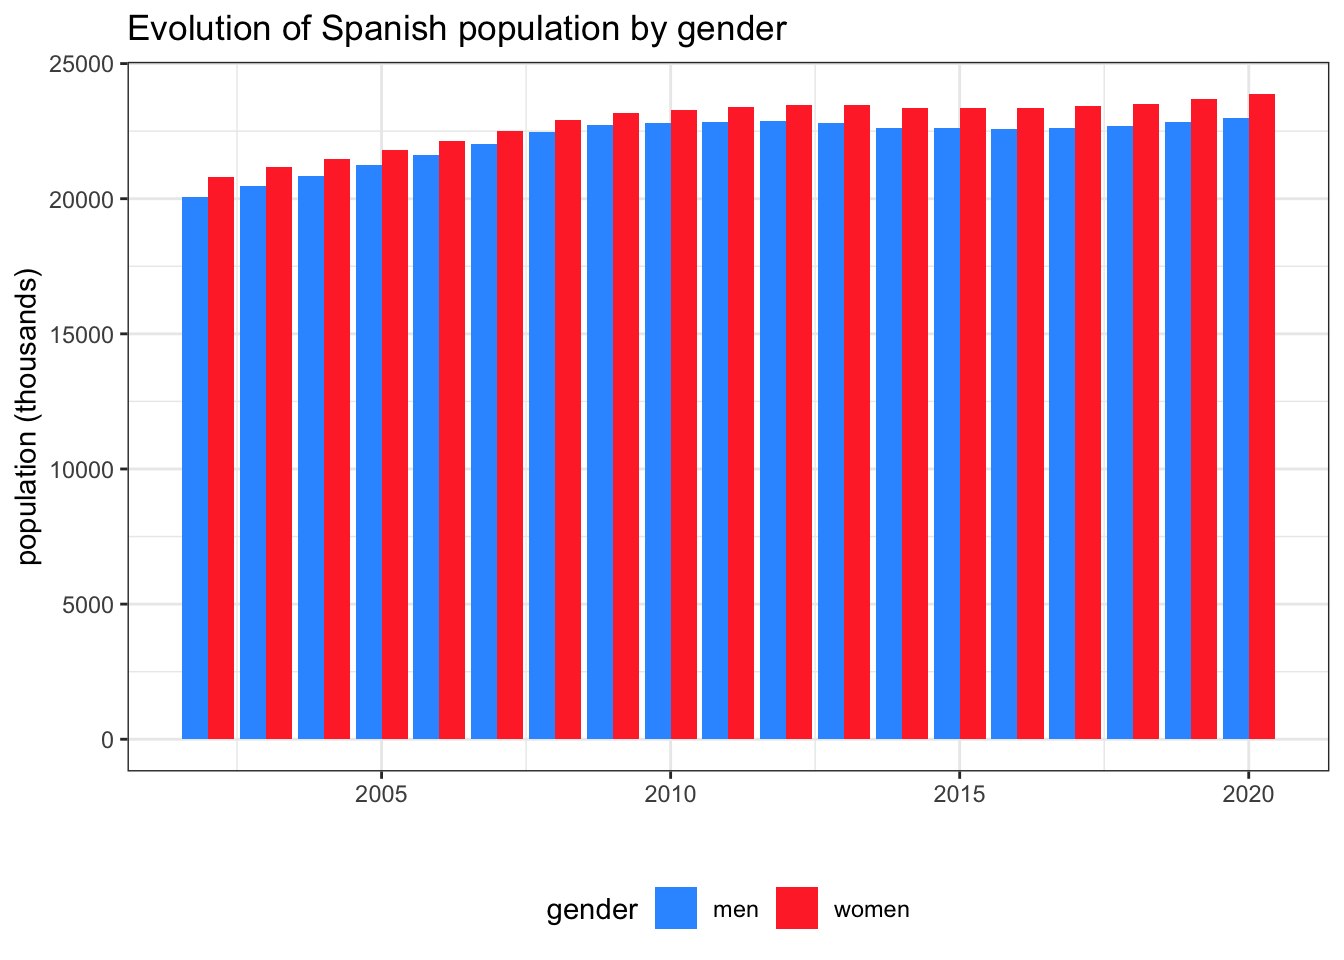 Evolution of Spanish population by gender
population (thousands)
25000
20000
15000
10000
5000
0
2005 2010 2015 2020
gender men women